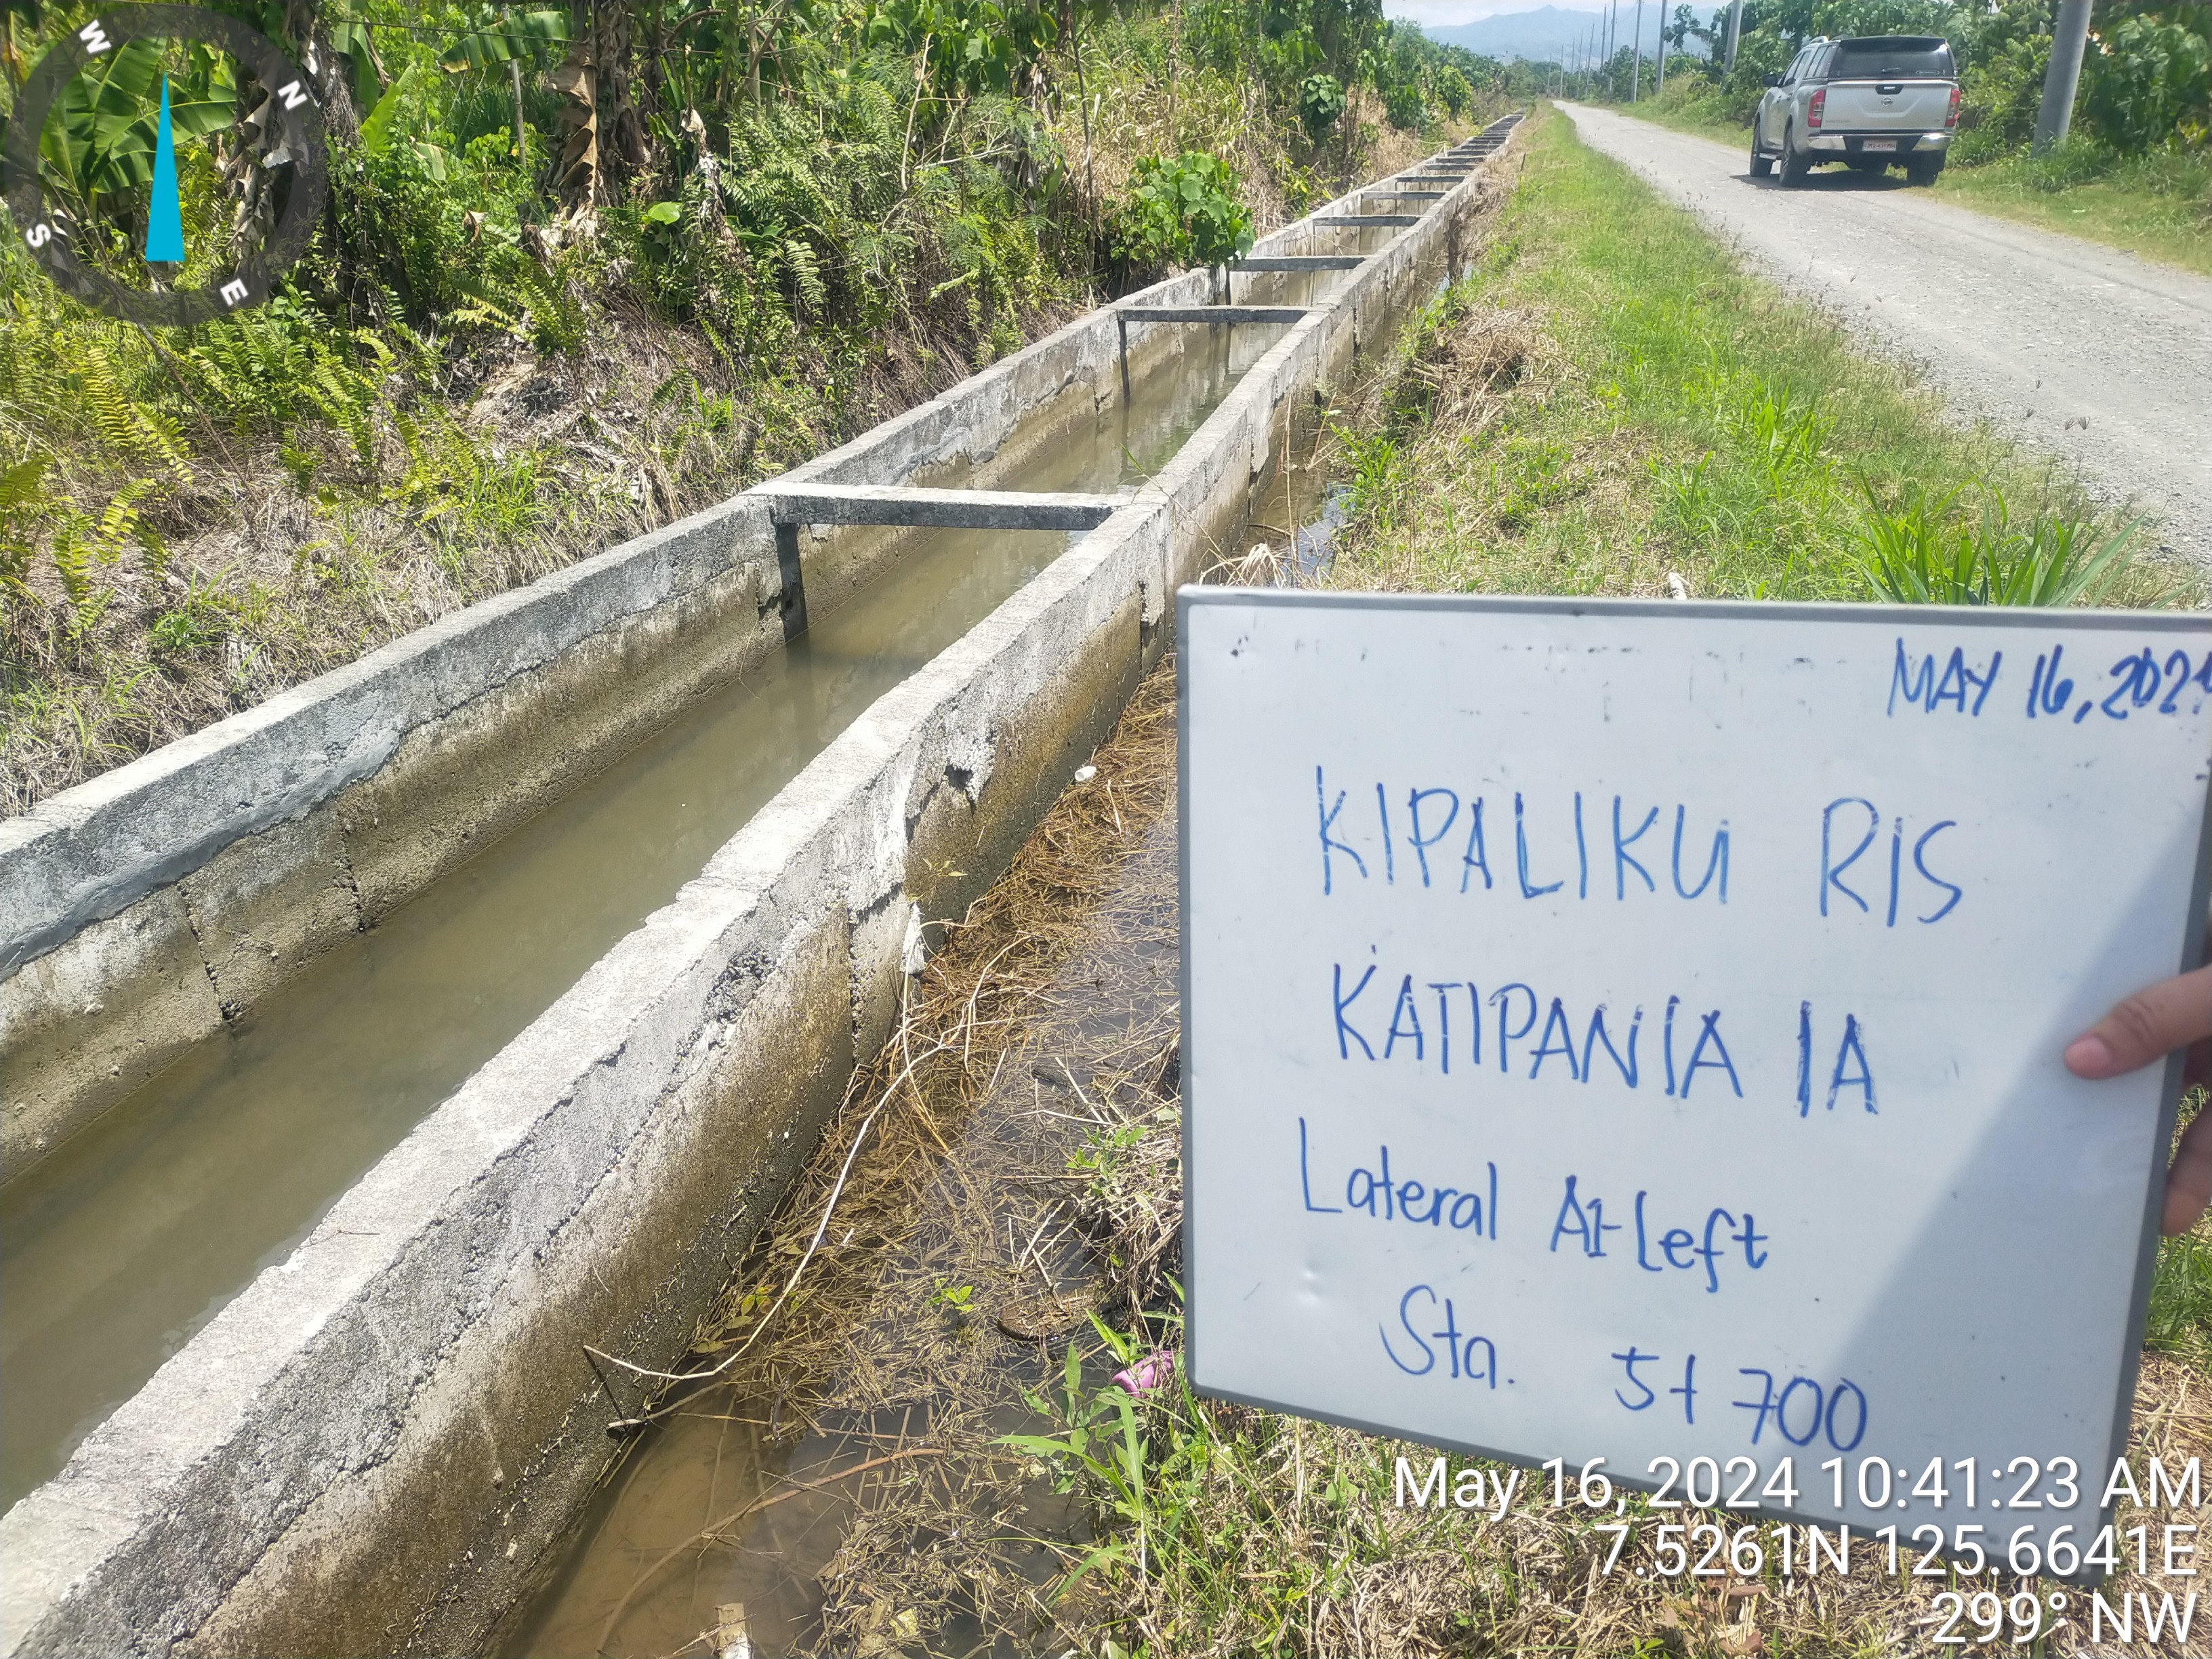 W
N
S
E
MAY 16, 2024
KIPALIKU RIS
KATIPANIA IA
Lateral A1-left
Sta. 5+700
May 16, 2024 10:41:23 AM
7.5261N 125.6641E
299° NW